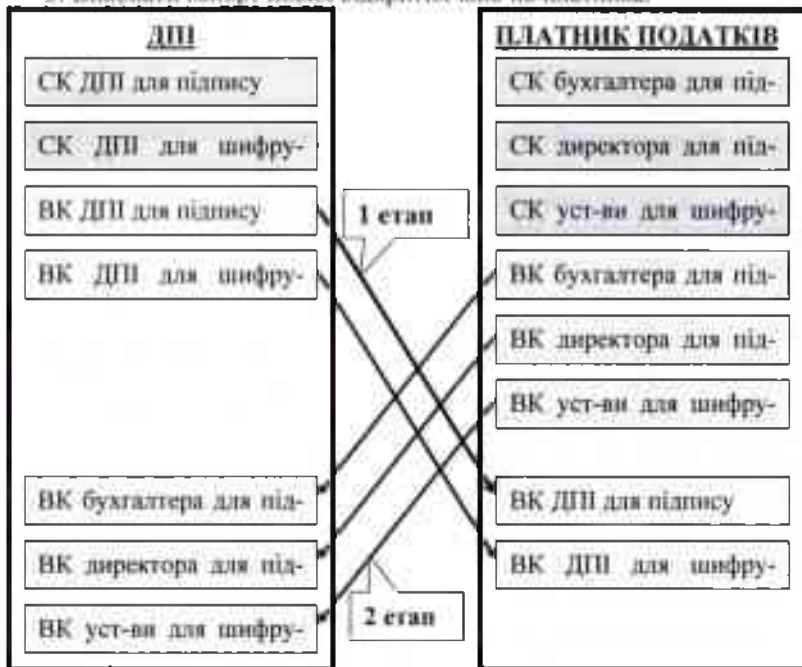 ДПІ
СК ДПІ для підпису
СК ДПІ для шифру-
ВК ДПІ для підпису
ВК ДПІ для шифру-
ВК бухгалтера для під-
ВК директора для під-
ВК уст-ви для шифру-
1 етап
2 етап
ПЛАТНИК ПОДАТКІВ
СК бухгалтера для під-
СК директора для під-
СК уст-ви для шифру-
ВК бухгалтера для під-
ВК директора для під-
ВК уст-ви для шифру-
ВК ДПІ для підпису
ВК ДПІ для шифру-